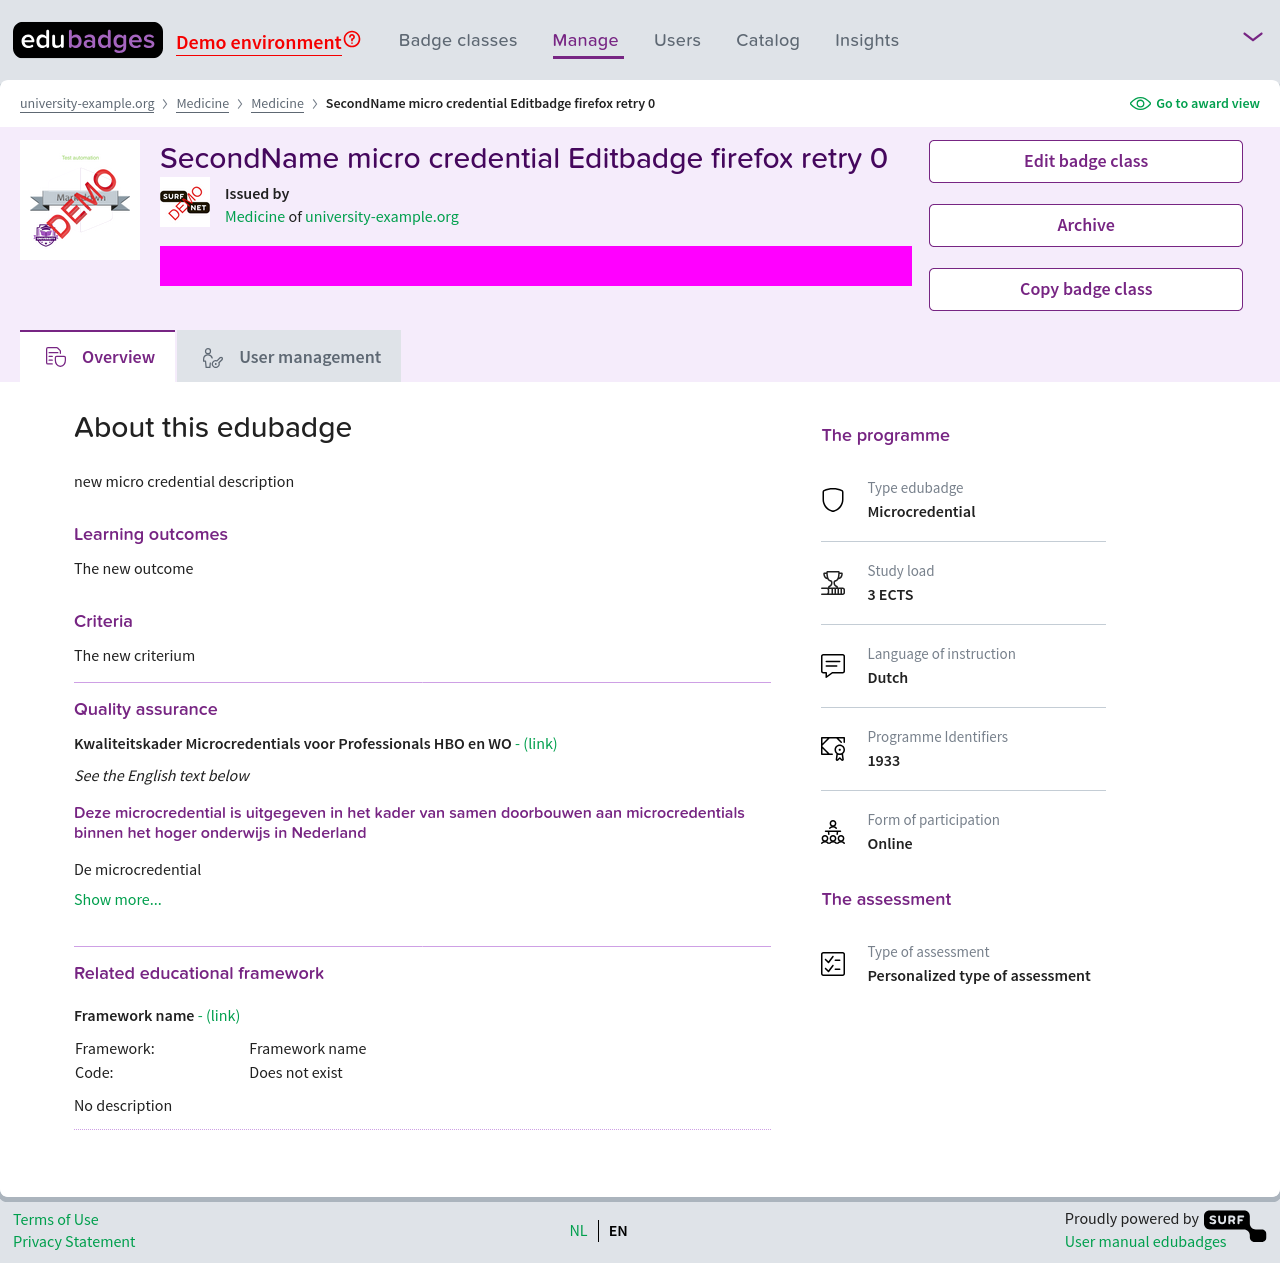 edubadges
Demo environment
Badge classes
Manage
Users
Catalog
Insights
university-example.org > Medicine > Medicine > SecondName micro credential Editbadge firefox retry 0
Go to award view
Test automation
DEMO
SecondName micro credential Editbadge firefox retry 0
SURF
NET
DEMO
Issued by
Medicine of university-example.org
Edit badge class
Archive
Copy badge class
Overview
User management
About this edubadge
new micro credential description
Learning outcomes
The new outcome
Criteria
The new criterium
Quality assurance
Kwaliteitskader Microcredentials voor Professionals HBO en WO - (link)
See the English text below
Deze microcredential is uitgegeven in het kader van samen doorbouwen aan microcredentials
binnen het hoger onderwijs in Nederland
De microcredential
Show more...
Related educational framework
Framework name - (link)
Framework: Framework name
Code: Does not exist
No description
The programme
Type edubadge
Microcredential
Study load
3 ECTS
Language of instruction
Dutch
Programme Identifiers
1933
Form of participation
Online
The assessment
Type of assessment
Personalized type of assessment
Terms of Use
Privacy Statement
NL | EN
Proudly powered by SURF
User manual edubadges